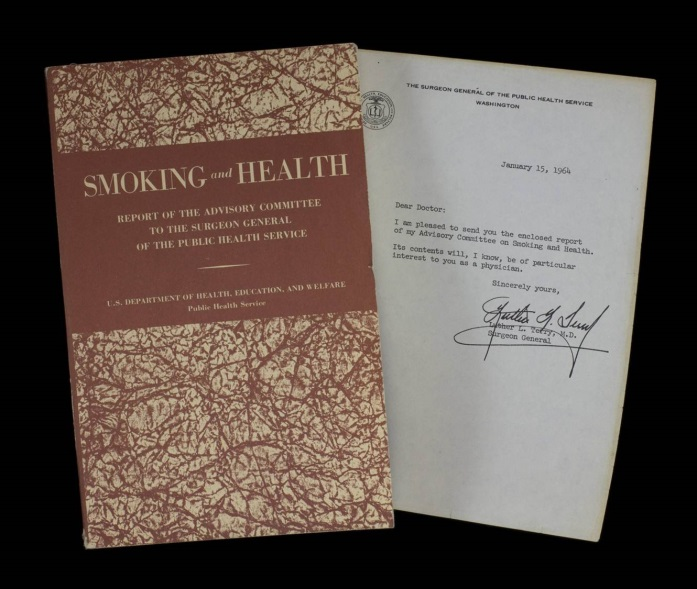 SMOKING and HEALTH
REPORT OF THE ADVISORY COMMITTEE
TO THE SURGEON GENERAL
OF THE PUBLIC HEALTH SERVICE
U.S. DEPARTMENT OF HEALTH, EDUCATION, AND WELFARE
Public Health Service
THE SURGEON GENERAL OF THE PUBLIC HEALTH SERVICE
WASHINGTON
January 15, 1964
Dear Doctor:
I am pleased to send you the enclosed report
of my Advisory Committee on Smoking and Health.
Its contents will, I know, be of particular
interest to you as a physician.
Sincerely yours,
Luther L. Terry
Luther L. Terry, M.D.
Surgeon General